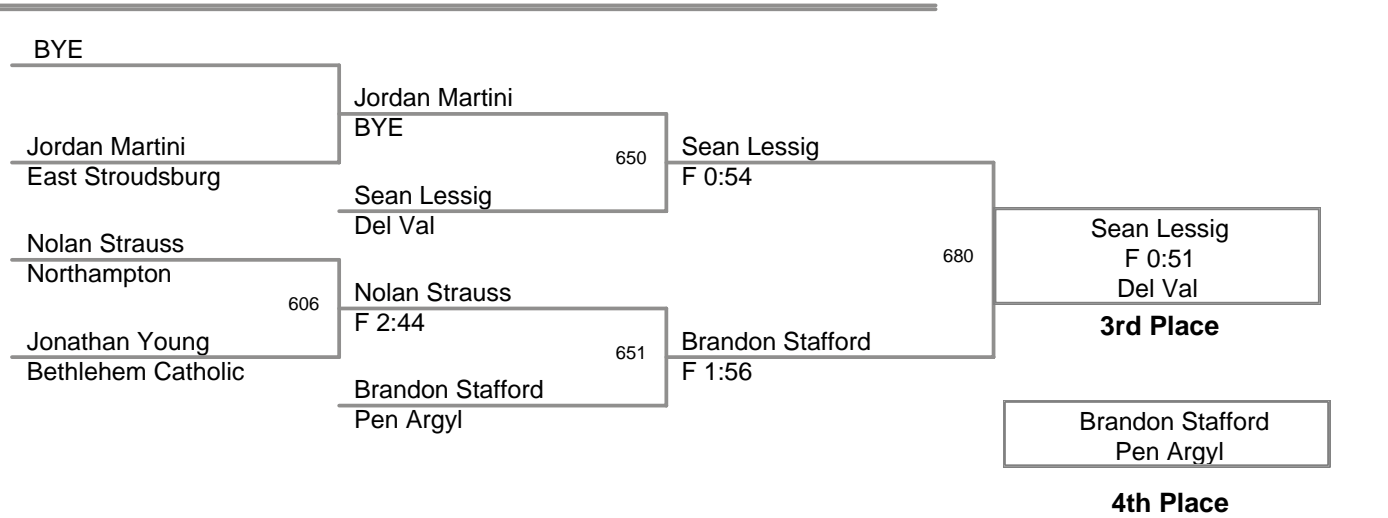 BYE
Jordan Martini
East Stroudsburg
Nolan Strauss
Northampton
606
Jonathan Young
Bethlehem Catholic
Jordan Martini
BYE
650
Sean Lessig
Del Val
Nolan Strauss
F 2:44
651
Brandon Stafford
Pen Argyl
Sean Lessig
F 0:54
680
Brandon Stafford
F 1:56
Sean Lessig
F 0:51
Del Val
3rd Place
Brandon Stafford
Pen Argyl
4th Place